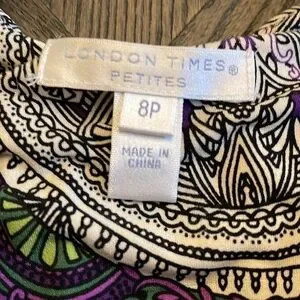 LONDON TIMES®
PETITES
8P
MADE IN
CHINA